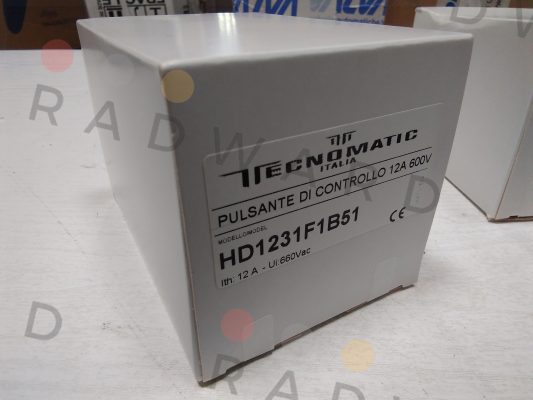 TECNOMATIC
ITALIA
PULSANTE DI CONTROLLO 12A 600V
MODELLO/MODEL
HD1231F1B51
CE
Ith: 12 A - Ui:660Vac
RADWARD
RADWARD